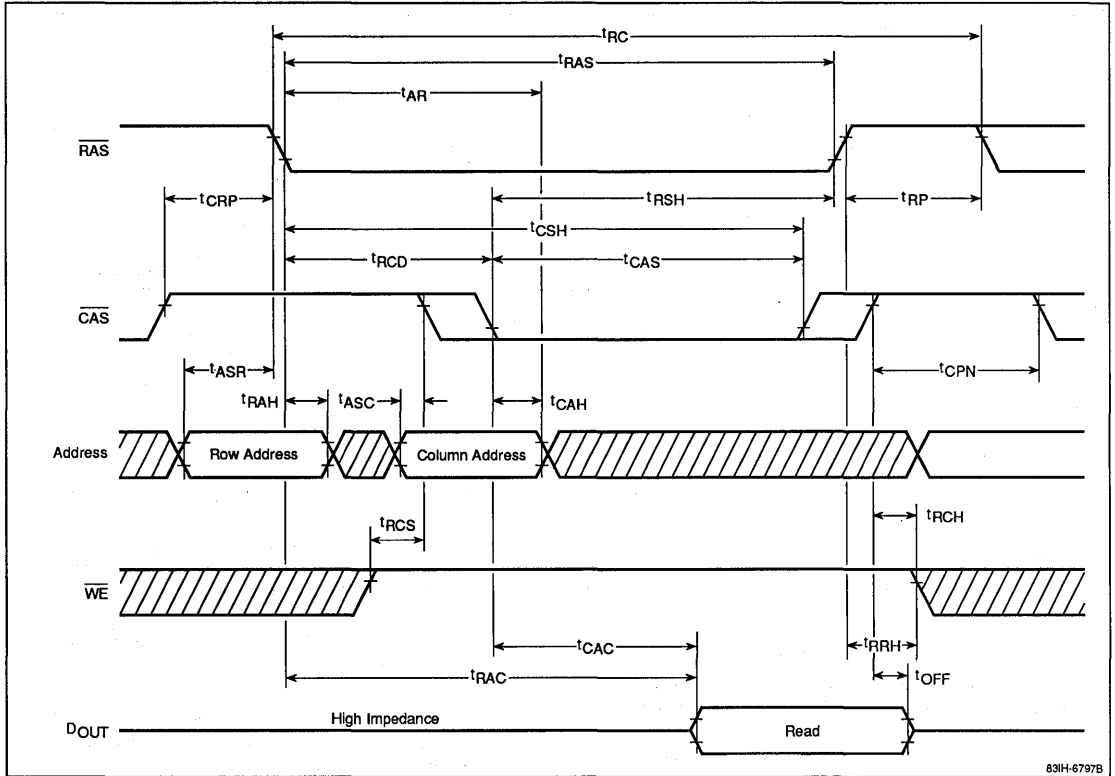 tRC
tRAS
tAR
RAS
tCRP
tRSH
tRP
tCSH
tRCD
tCAS
CAS
tASR
tCPN
tRAH
tASC
tCAH
Address
Row Address
Column Address
tRCS
tRCH
WE
tCAC
tRRH
tRAC
tOFF
High Impedance
DOUT
Read
83IH-6797B